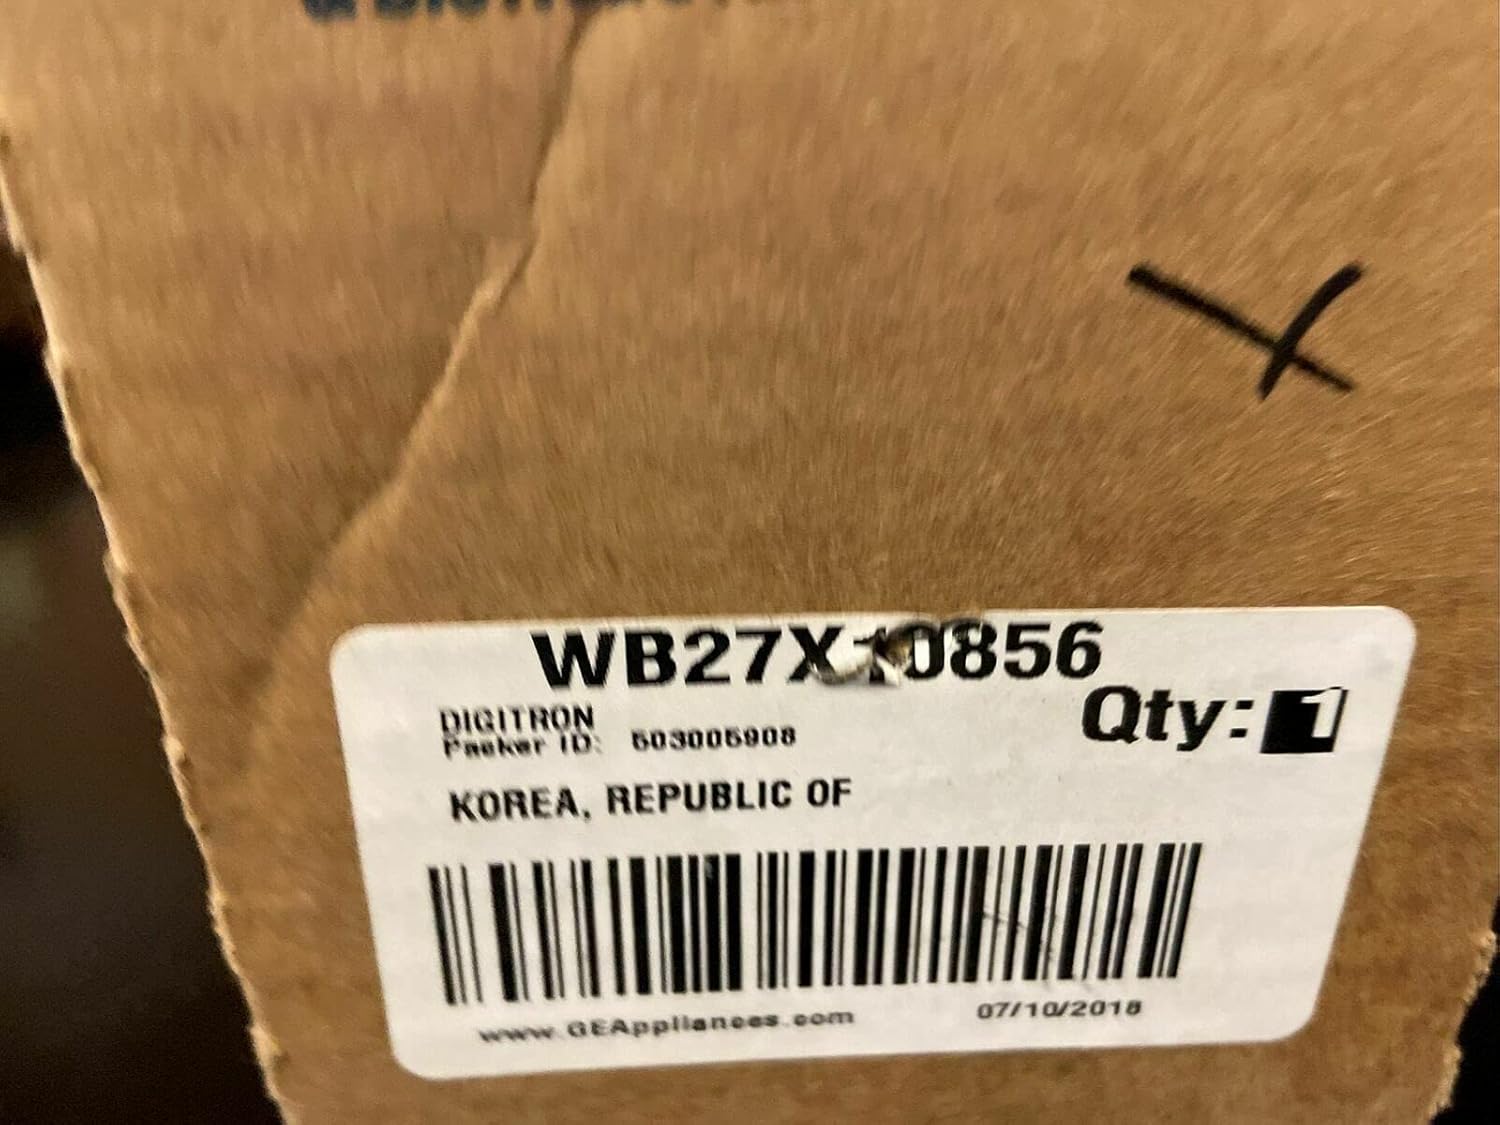 WB27X10856
Qty: 1
DIGITRON
Packer ID: 503005908
KOREA, REPUBLIC OF
www.GEAppliances.com
07/10/2018